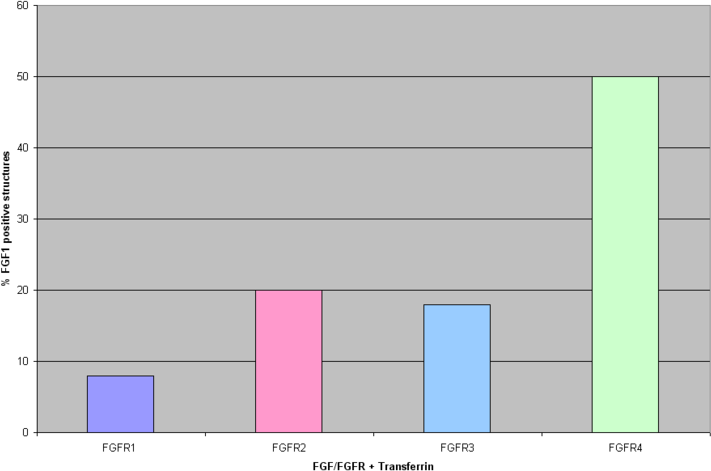 60
50
40
30
20
10
0
% FGF1 positive structures
FGFR1 FGFR2 FGFR3 FGFR4
FGF/FGFR + Transferrin